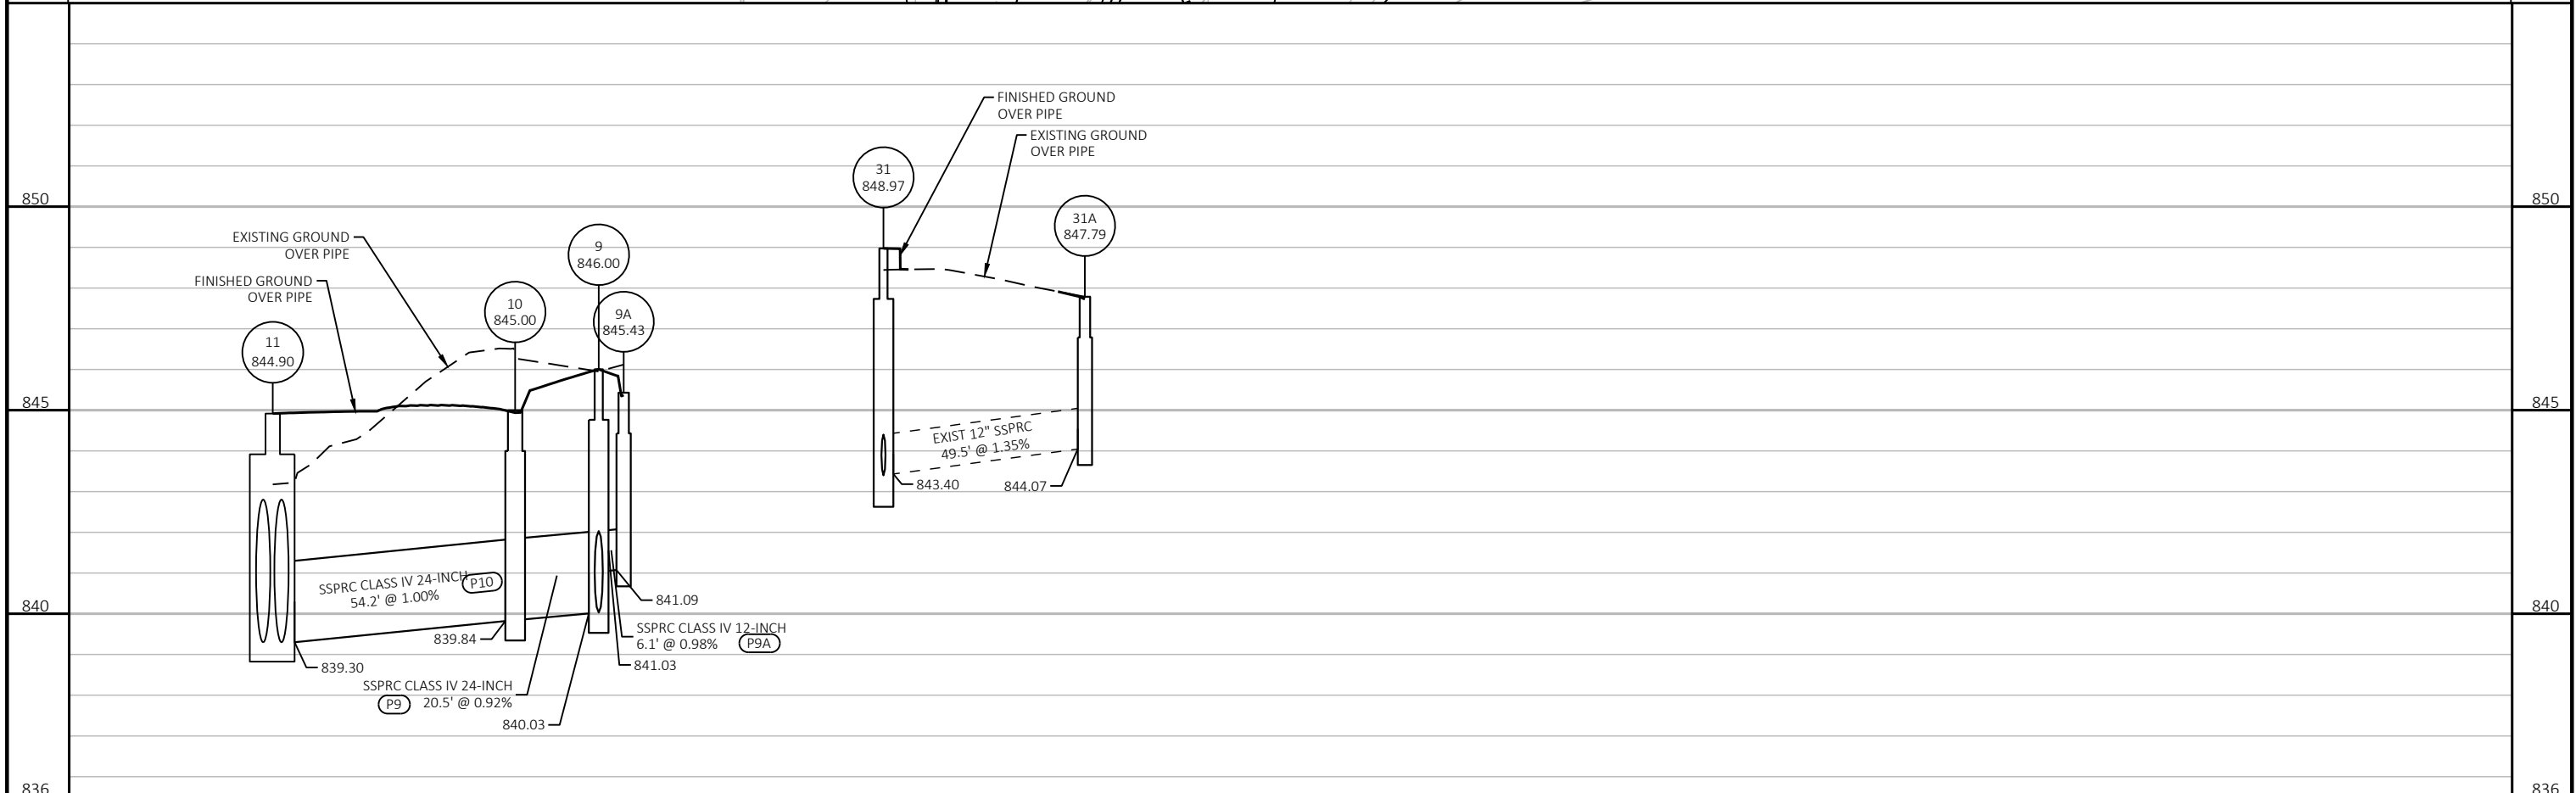 FINISHED GROUND
OVER PIPE
EXISTING GROUND
OVER PIPE
31
848.97
850
850
31A
847.79
EXISTING GROUND
OVER PIPE
9
846.00
FINISHED GROUND
OVER PIPE
10
845.00
9A
845.43
11
844.90
845
845
EXIST 12" SSPRC
49.5' @ 1.35%
843.40
844.07
SSPRC CLASS IV 24-INCH
54.2' @ 1.00%
P10
840
840
841.09
839.84
SSPRC CLASS IV 12-INCH
6.1' @ 0.98%
P9A
841.03
839.30
SSPRC CLASS IV 24-INCH
P9
20.5' @ 0.92%
840.03
836
836